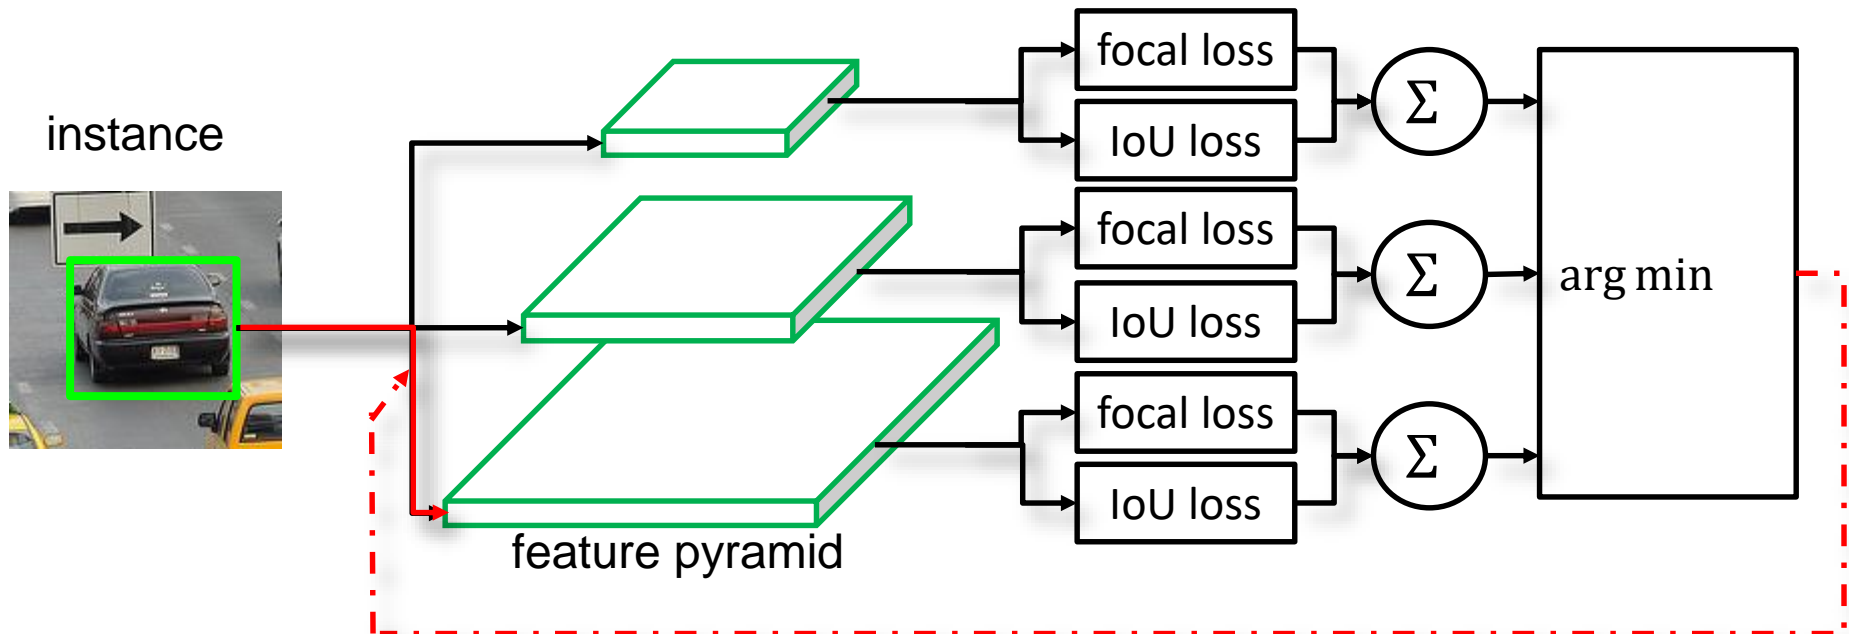 instance
focal loss
IoU loss
Σ
focal loss
IoU loss
Σ
arg min
focal loss
IoU loss
Σ
feature pyramid